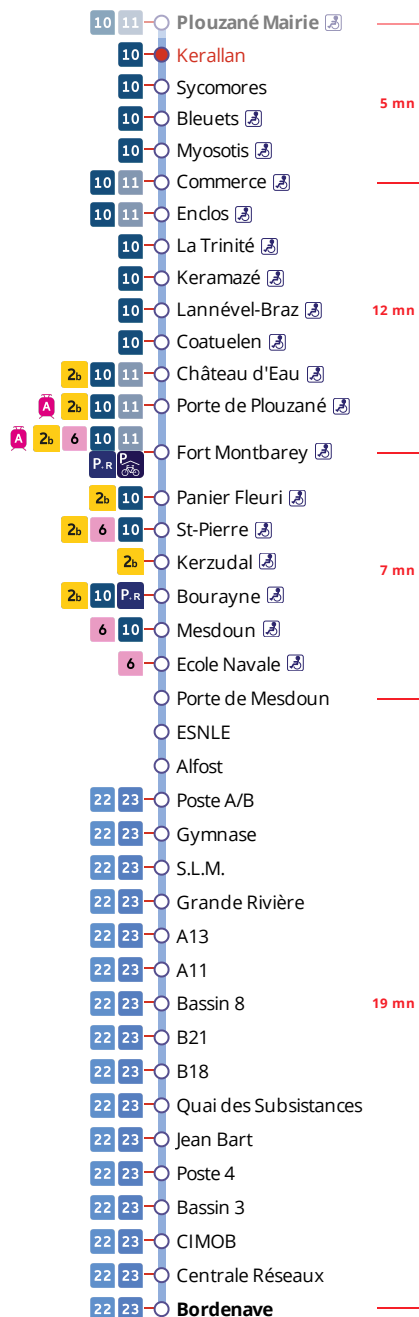 10 11 Plouzané Mairie
10 Kerallan
10 Sycomores
5 mn
10 Bleuets
10 Myosotis
10 11 Commerce
10 11 Enclos
10 La Trinité
10 Keramazé
10 Lannével-Braz
12 mn
10 Coatuelen
2b 10 11 Château d'Eau
A 2b 10 11 Porte de Plouzané
A 2b 6 10 11
P+R P Fort Montbarey
2b 10 Panier Fleuri
2b 6 10 St-Pierre
2b Kerzudal
7 mn
2b 10 P+R Bourayne
6 10 Mesdoun
6 Ecole Navale
Porte de Mesdoun
ESNLE
Alfost
22 23 Poste A/B
22 23 Gymnase
22 23 S.L.M.
22 23 Grande Rivière
22 23 A13
22 23 A11
22 23 Bassin 8
19 mn
22 23 B21
22 23 B18
22 23 Quai des Subsistances
22 23 Jean Bart
22 23 Poste 4
22 23 Bassin 3
22 23 CIMOB
22 23 Centrale Réseaux
22 23 Bordenave